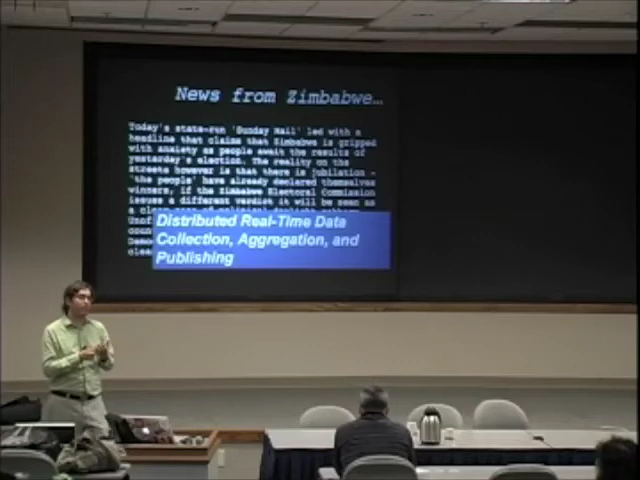 News from Zimbabwe…
Today's state-run 'Sunday Mail' led with a
headline that claims that Zimbabwe is gripped
with anxiety as people await the results of
yesterday's election. The reality on the
streets however is that there is jubilation -
'the people' have already declared themselves
winners, if the Zimbabwe Electoral Commission
issues a different verdict it will be seen as
a clear
Distributed Real-Time Data
Collection, Aggregation, and
Publishing